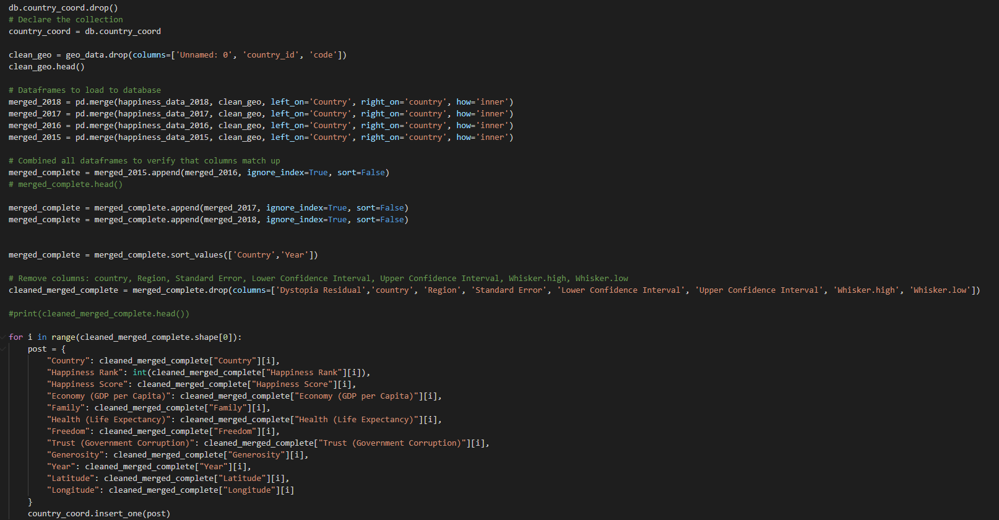 db.country_coord.drop()
# Declare the collection
country_coord = db.country_coord
clean_geo = geo_data.drop(columns=['Unnamed: 0', 'country_id', 'code'])
clean_geo.head()
# Dataframes to load to database
merged_2018 = pd.merge(happiness_data_2018, clean_geo, left_on='Country', right_on='country', how='inner')
merged_2017 = pd.merge(happiness_data_2017, clean_geo, left_on='Country', right_on='country', how='inner')
merged_2016 = pd.merge(happiness_data_2016, clean_geo, left_on='Country', right_on='country', how='inner')
merged_2015 = pd.merge(happiness_data_2015, clean_geo, left_on='Country', right_on='country', how='inner')
# Combined all dataframes to verify that columns match up
merged_complete = merged_2015.append(merged_2016, ignore_index=True, sort=False)
# merged_complete.head()
merged_complete = merged_complete.append(merged_2017, ignore_index=True, sort=False)
merged_complete = merged_complete.append(merged_2018, ignore_index=True, sort=False)
merged_complete = merged_complete.sort_values(['Country','Year'])
# Remove columns: country, Region, Standard Error, Lower Confidence Interval, Upper Confidence Interval, Whisker.high, Whisker.low
cleaned_merged_complete = merged_complete.drop(columns=['Dystopia Residual','country', 'Region', 'Standard Error', 'Lower Confidence Interval', 'Upper Confidence Interval', 'Whisker.high', 'Whisker.low'])
#print(cleaned_merged_complete.head())
for i in range(cleaned_merged_complete.shape[0]):
    post = {
        "Country": cleaned_merged_complete["Country"][i],
        "Happiness Rank": int(cleaned_merged_complete["Happiness Rank"][i]),
        "Happiness Score": cleaned_merged_complete["Happiness Score"][i],
        "Economy (GDP per Capita)": cleaned_merged_complete["Economy (GDP per Capita)"][i],
        "Family": cleaned_merged_complete["Family"][i],
        "Health (Life Expectancy)": cleaned_merged_complete["Health (Life Expectancy)"][i],
        "Freedom": cleaned_merged_complete["Freedom"][i],
        "Trust (Government Corruption)": cleaned_merged_complete["Trust (Government Corruption)"][i],
        "Generosity": cleaned_merged_complete["Generosity"][i],
        "Year": cleaned_merged_complete["Year"][i],
        "Latitude": cleaned_merged_complete["Latitude"][i],
        "Longitude": cleaned_merged_complete["Longitude"][i]
    }
    country_coord.insert_one(post)